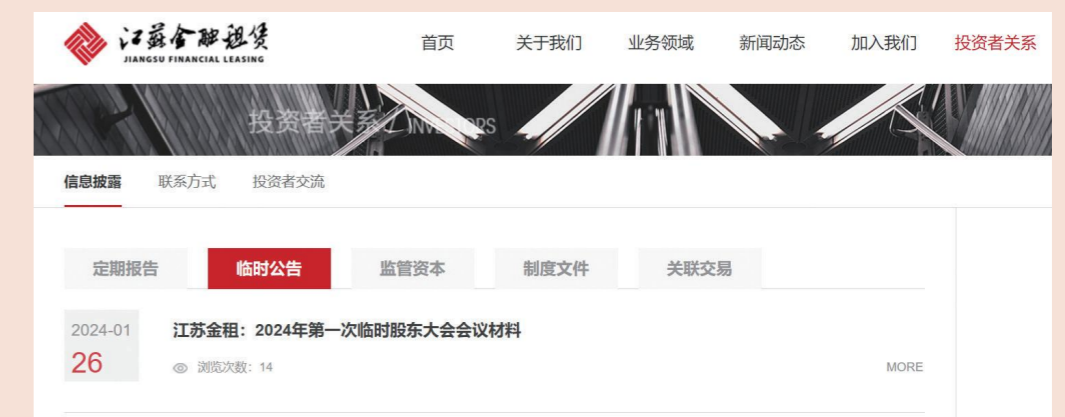 江苏金融租赁
JIANGSU FINANCIAL LEASING
首页 关于我们 业务领域 新闻动态 加入我们 投资者关系
投资者关系 / INVESTORS
信息披露 联系方式 投资者交流
定期报告 临时公告 监管资本 制度文件 关联交易
2024-01
26
江苏金租：2024年第一次临时股东大会会议材料
浏览次数：14
MORE